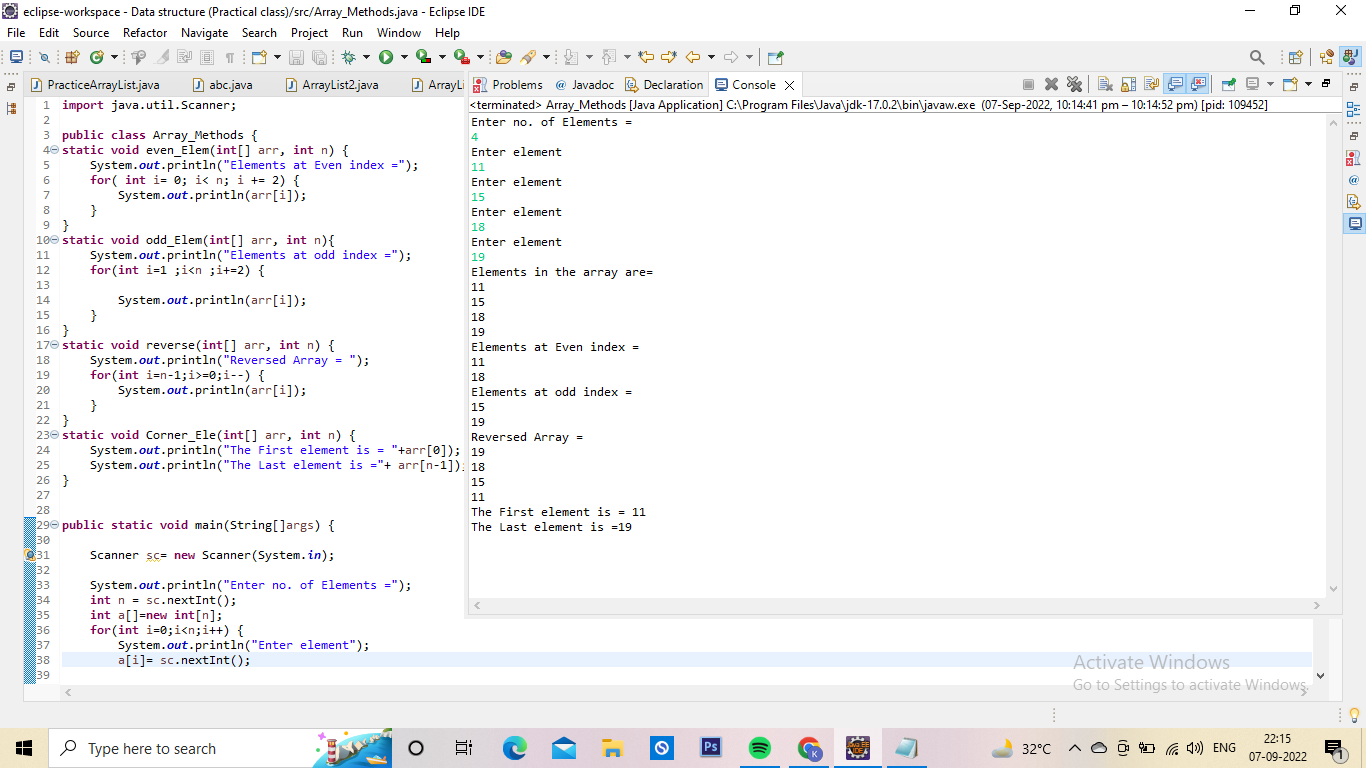 eclipse-workspace - Data structure (Practical class)/src/Array_Methods.java - Eclipse IDE
File Edit Source Refactor Navigate Search Project Run Window Help
PracticeArrayList.java abc.java ArrayList2.java ArrayLi
1 import java.util.Scanner;
2
3 public class Array_Methods {
4 static void even_Elem(int[] arr, int n) {
5 System.out.println("Elements at Even index =");
6 for( int i= 0; i< n; i += 2) {
7 System.out.println(arr[i]);
8 }
9 }
10 static void odd_Elem(int[] arr, int n){
11 System.out.println("Elements at odd index =");
12 for(int i=1 ;i<n ;i+=2) {
13
14 System.out.println(arr[i]);
15 }
16 }
17 static void reverse(int[] arr, int n) {
18 System.out.println("Reversed Array = ");
19 for(int i=n-1;i>=0;i--) {
20 System.out.println(arr[i]);
21 }
22 }
23 static void Corner_Ele(int[] arr, int n) {
24 System.out.println("The First element is = "+arr[0]);
25 System.out.println("The Last element is ="+ arr[n-1]);
26 }
27
28
29 public static void main(String[]args) {
30
31 Scanner sc= new Scanner(System.in);
32
33 System.out.println("Enter no. of Elements =");
34 int n = sc.nextInt();
35 int a[]=new int[n];
36 for(int i=0;i<n;i++) {
37 System.out.println("Enter element");
38 a[i]= sc.nextInt();
39
Problems Javadoc Declaration Console
<terminated> Array_Methods [Java Application] C:\Program Files\Java\jdk-17.0.2\bin\javaw.exe (07-Sep-2022, 10:14:41 pm – 10:14:52 pm) [pid: 109452]
Enter no. of Elements =
4
Enter element
11
Enter element
15
Enter element
18
Enter element
19
Elements in the array are=
11
15
18
19
Elements at Even index =
11
18
Elements at odd index =
15
19
Reversed Array =
19
18
15
11
The First element is = 11
The Last element is =19
Activate Windows
Go to Settings to activate Windows.
Type here to search
Ps
K
JAVA EE IDE
32°C
ENG
22:15
07-09-2022
1